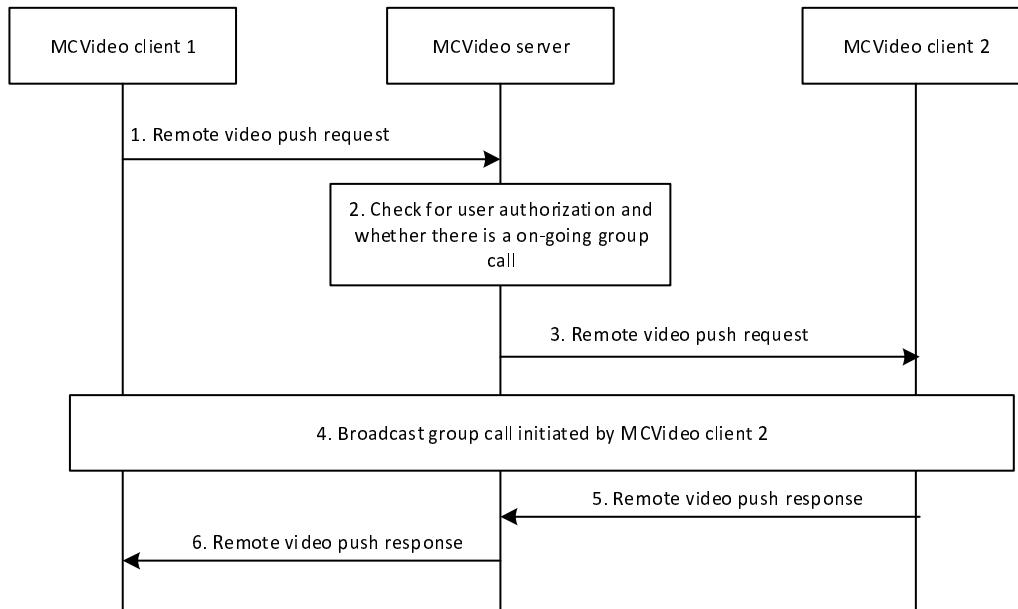 MCVideo client 1
MCVideo server
MCVideo client 2
1. Remote video push request
2. Check for user authorization and
whether there is a on-going group
call
3. Remote video push request
4. Broadcast group call initiated by MCVideo client 2
5. Remote video push response
6. Remote video push response